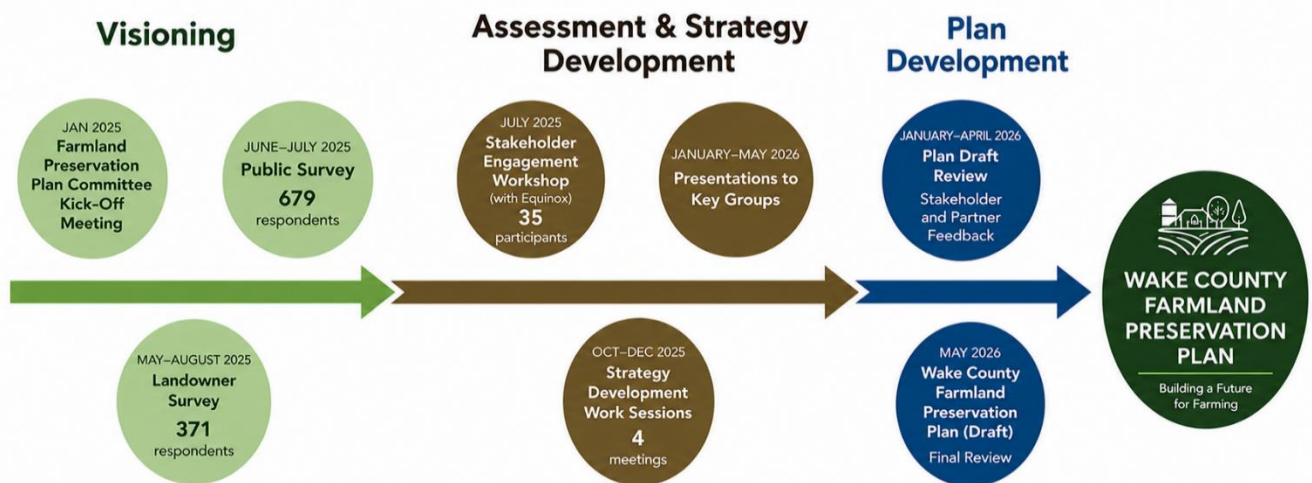 Visioning
JAN 2025
Farmland
Preservation
Plan Committee
Kick-Off
Meeting
JUNE–JULY 2025
Public Survey
679
respondents
MAY–AUGUST 2025
Landowner
Survey
371
respondents
Assessment & Strategy
Development
JULY 2025
Stakeholder
Engagement
Workshop
(with Equinox)
35
participants
JANUARY–MAY 2026
Presentations to
Key Groups
OCT–DEC 2025
Strategy
Development
Work Sessions
4
meetings
Plan
Development
JANUARY–APRIL 2026
Plan Draft
Review
Stakeholder
and Partner
Feedback
MAY 2026
Wake County
Farmland
Preservation
Plan (Draft)
Final Review
WAKE COUNTY
FARMLAND
PRESERVATION
PLAN
Building a Future
for Farming